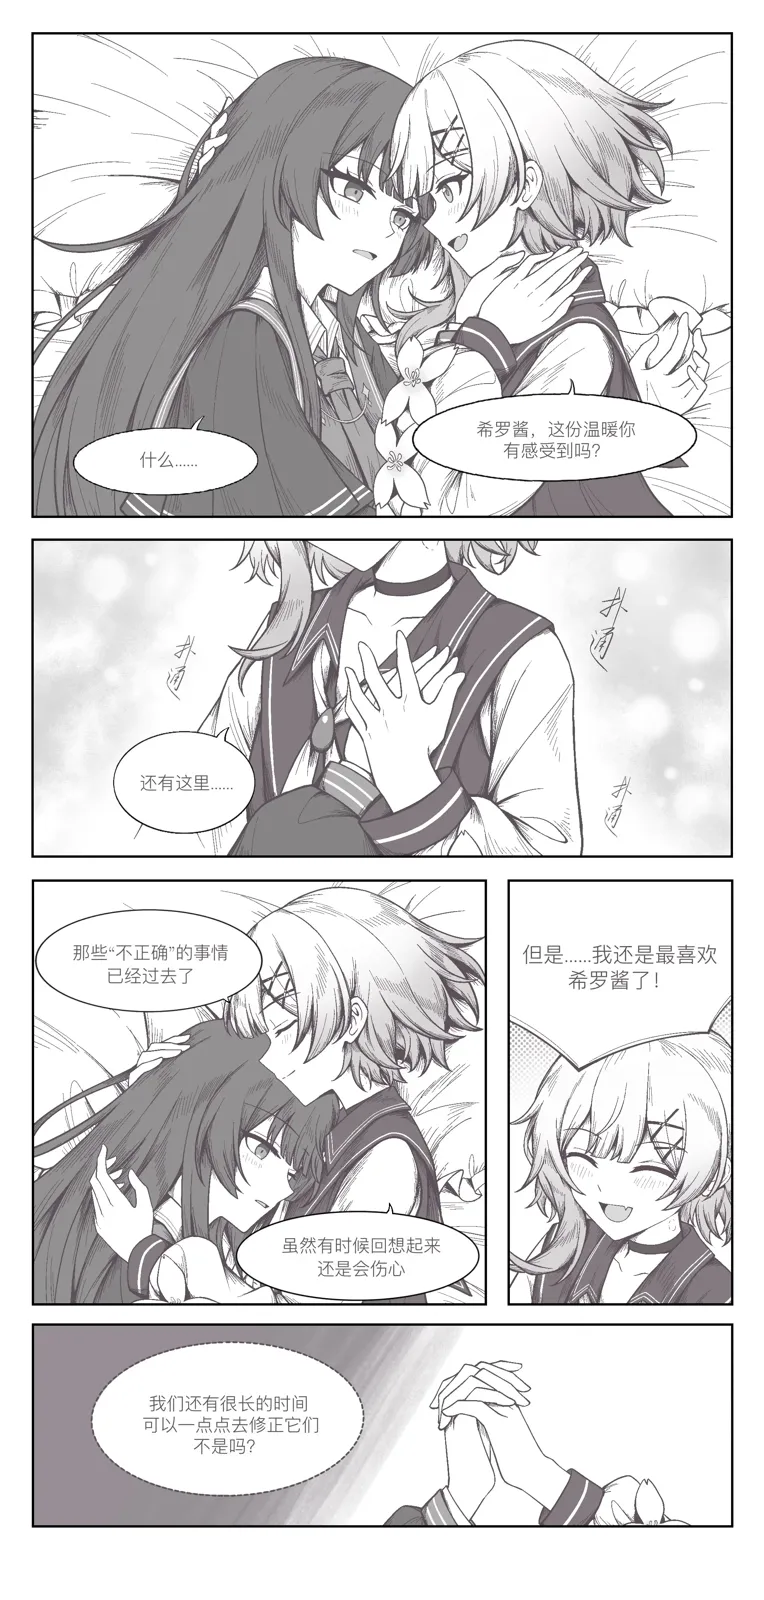 希罗酱，这份温暖你
有感受到吗？
什么……
扑通
扑通
还有这里……
扑通
那些“不正确”的事情
已经过去了
虽然有时候回想起来
还是会伤心
但是……我还是最喜欢
希罗酱了！
我们还有很长的时间
可以一点点去修正它们
不是吗？